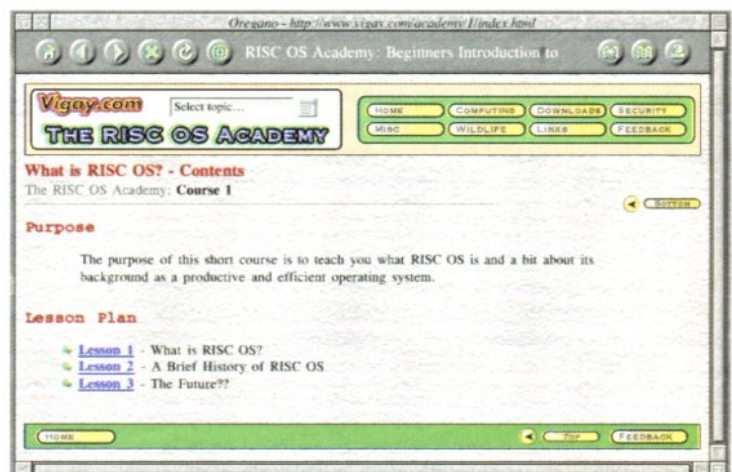 Oregano - http://www.vigay.com/academy/1/index.html
RISC OS Academy: Beginners Introduction to
Vigay.com
Select topic...
THE RISC OS ACADEMY
HOME COMPUTING DOWNLOADS SECURITY
MISC WILDLIFE LINKS FEEDBACK
What is RISC OS? - Contents
The RISC OS Academy: Course 1
BOTTOM
Purpose
The purpose of this short course is to teach you what RISC OS is and a bit about its
background as a productive and efficient operating system.
Lesson Plan
Lesson 1 - What is RISC OS?
Lesson 2 - A Brief History of RISC OS
Lesson 3 - The Future??
HOME TOP FEEDBACK